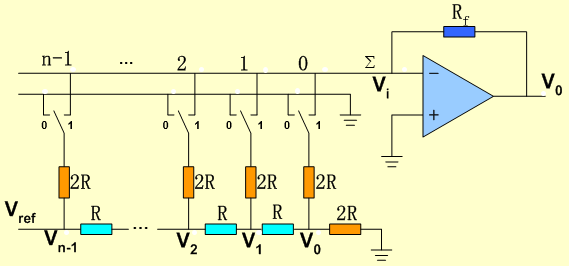 R_f
n-1 ... 2 1 0 Σ
V_i - V_0
0 1 0 1 0 1 0 1 +
2R 2R 2R 2R
V_ref R ... R R 2R
V_n-1 V_2 V_1 V_0